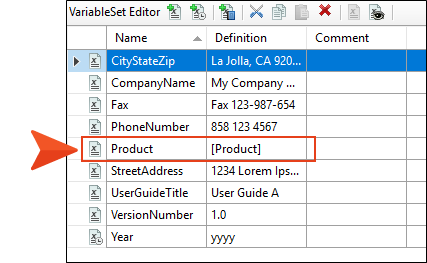 VariableSet Editor
Name Definition Comment
CityStateZip La Jolla, CA 920...
CompanyName My Company ...
Fax Fax 123-987-654
PhoneNumber 858 123 4567
Product [Product]
StreetAddress 1234 Lorem Ips...
UserGuideTitle User Guide A
VersionNumber 1.0
Year yyyy